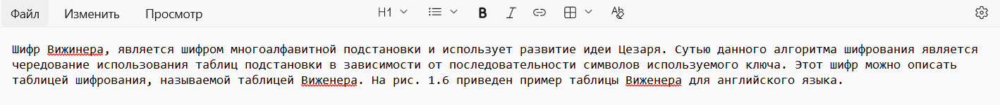 Файл Изменить Просмотр H1 B I
Шифр Вижинера, является шифром многоалфавитной подстановки и использует развитие идеи Цезаря. Сутью данного алгоритма шифрования является
чередование использования таблиц подстановки в зависимости от последовательности символов используемого ключа. Этот шифр можно описать
таблицей шифрования, называемой таблицей Виженера. На рис. 1.6 приведен пример таблицы Виженера для английского языка.